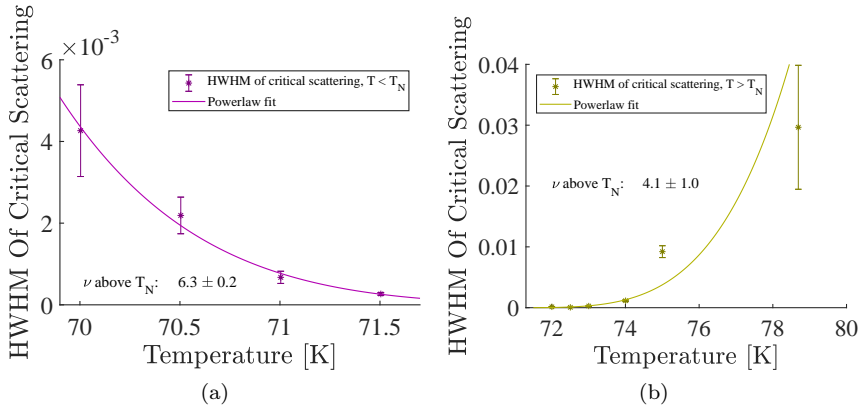 ×10⁻³
HWHM Of Critical Scattering
6
4
2
0
HWHM of critical scattering, T < T_N
Powerlaw fit
ν above T_N: 6.3 ± 0.2
70
70.5
71
71.5
Temperature [K]
(a)
HWHM Of Critical Scattering
0.04
0.03
0.02
0.01
0
HWHM of critical scattering, T > T_N
Powerlaw fit
ν above T_N: 4.1 ± 1.0
72
74
76
78
80
Temperature [K]
(b)